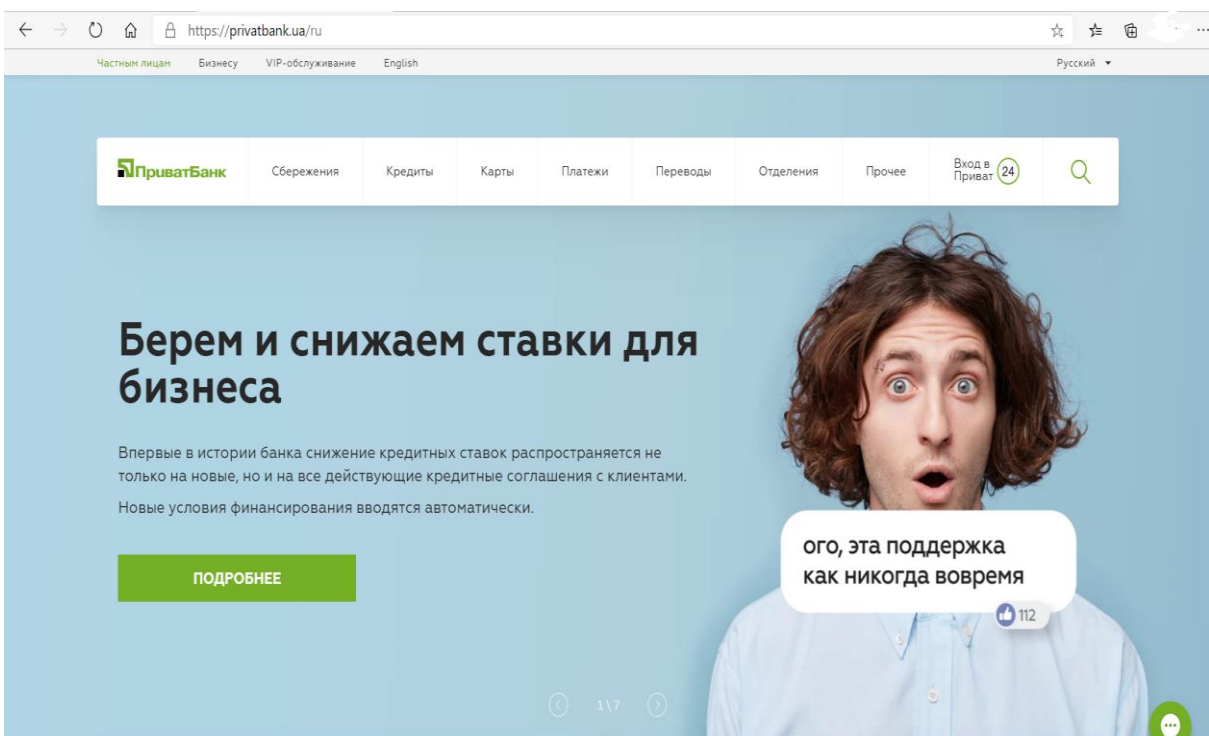 https://privatbank.ua/ru
Частным лицам Бизнесу VIP-обслуживание English Русский
ПриватБанк Сбережения Кредиты Карты Платежи Переводы Отделения Прочее Вход в Приват 24
Берем и снижаем ставки для
бизнеса
Впервые в истории банка снижение кредитных ставок распространяется не
только на новые, но и на все действующие кредитные соглашения с клиентами.
Новые условия финансирования вводятся автоматически.
ПОДРОБНЕЕ
ого, эта поддержка
как никогда вовремя
112
1\7